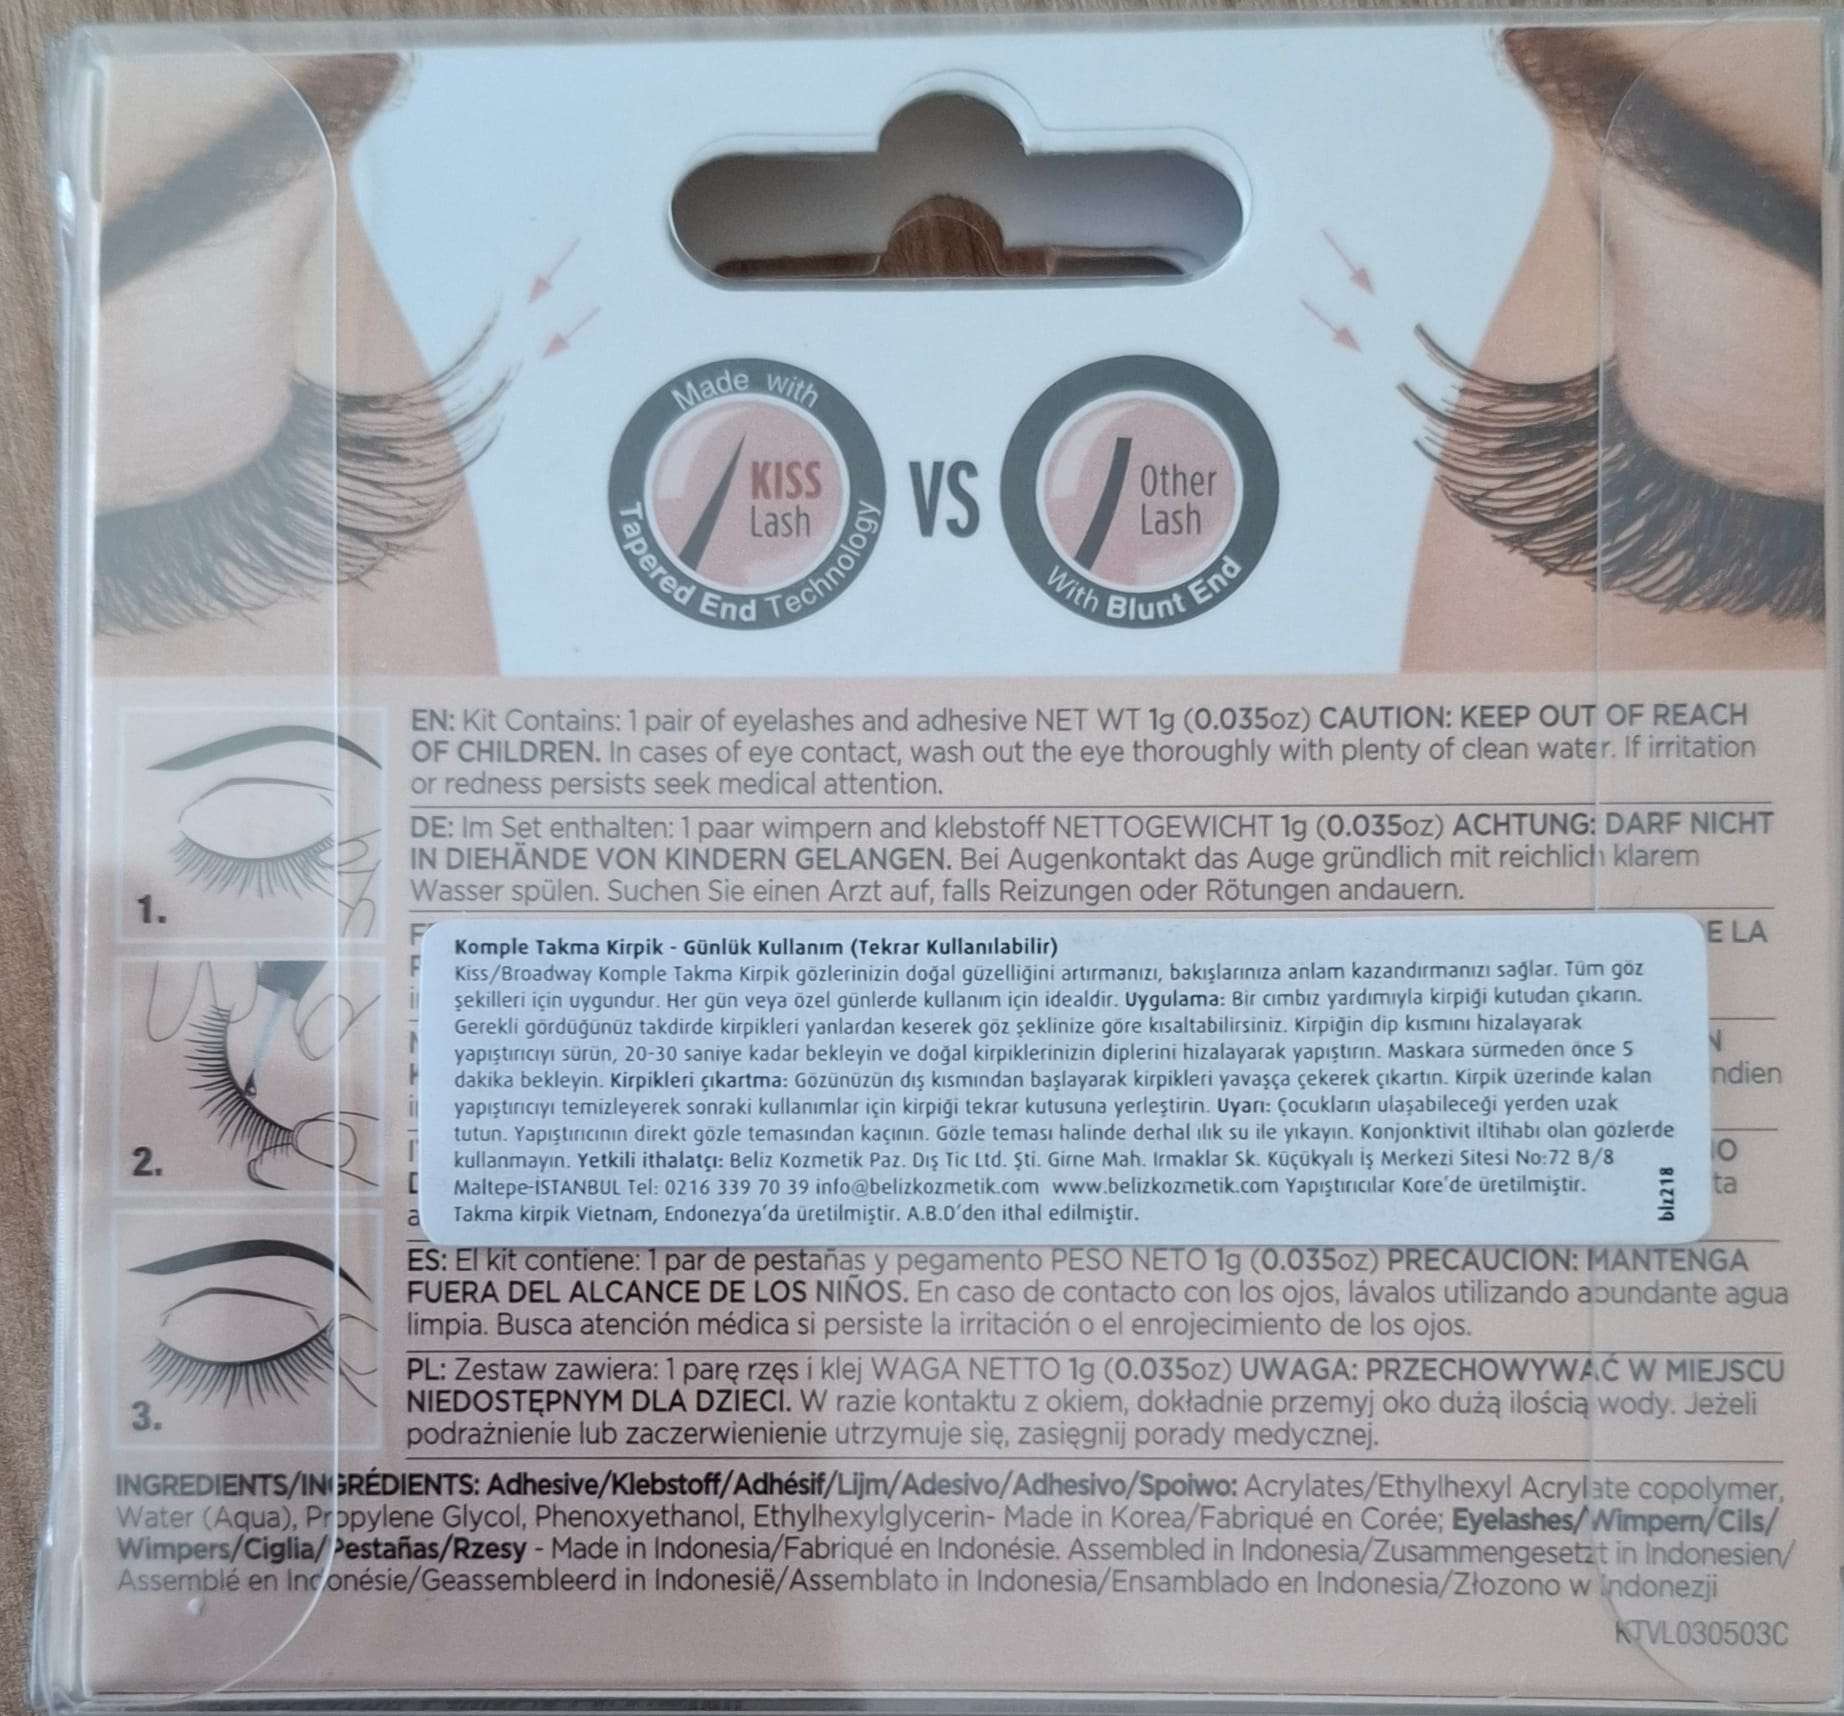 Made with
KISS
Lash
Tapered End Technology
VS
Other
Lash
With Blunt End
EN: Kit Contains: 1 pair of eyelashes and adhesive NET WT 1g (0.035oz) CAUTION: KEEP OUT OF REACH
OF CHILDREN. In cases of eye contact, wash out the eye thoroughly with plenty of clean water. If irritation
or redness persists seek medical attention.
DE: Im Set enthalten: 1 paar wimpern and klebstoff NETTOGEWICHT 1g (0.035oz) ACHTUNG: DARF NICHT
IN DIEHÄNDE VON KINDERN GELANGEN. Bei Augenkontakt das Auge gründlich mit reichlich klarem
Wasser spülen. Suchen Sie einen Arzt auf, falls Reizungen oder Rötungen andauern.
1.
E LA
Komple Takma Kirpik - Günlük Kullanım (Tekrar Kullanılabilir)
Kiss/Broadway Komple Takma Kirpik gözlerinizin doğal güzelliğini artırmanızı, bakışlarınıza anlam kazandırmanızı sağlar. Tüm göz
şekilleri için uygundur. Her gün veya özel günlerde kullanım için idealdir. Uygulama: Bir cımbız yardımıyla kirpiği kutudan çıkarın.
Gerekli gördüğünüz takdirde kirpikleri yanlardan keserek göz şeklinize göre kısaltabilirsiniz. Kirpiğin dip kısmını hizalayarak
yapıştırıcıyı sürün, 20-30 saniye kadar bekleyin ve doğal kirpiklerinizin diplerini hizalayarak yapıştırın. Maskara sürmeden önce 5
dakika bekleyin. Kirpikleri çıkartma: Gözünüzün dış kısmından başlayarak kirpikleri yavaşça çekerek çıkartın. Kirpik üzerinde kalan
yapıştırıcıyı temizleyerek sonraki kullanımlar için kirpiği tekrar kutusuna yerleştirin. Uyarı: Çocukların ulaşabileceği yerden uzak
tutun. Yapıştırıcının direkt gözle temasından kaçının. Gözle teması halinde derhal ılık su ile yıkayın. Konjonktivit iltihabı olan gözlerde
kullanmayın. Yetkili ithalatçı: Beliz Kozmetik Paz. Dış Tic Ltd. Şti. Girne Mah. Irmaklar Sk. Küçükyalı İş Merkezi Sitesi No:72 B/8
Maltepe-İSTANBUL Tel: 0216 339 70 39 info@belizkozmetik.com www.belizkozmetik.com Yapıştırıcılar Kore'de üretilmiştir.
Takma kirpik Vietnam, Endonezya'da üretilmiştir. A.B.D'den ithal edilmiştir.
blz218
ndien
2.
ta
ES: El kit contiene: 1 par de pestañas y pegamento PESO NETO 1g (0.035oz) PRECAUCIÓN: MANTENGA
FUERA DEL ALCANCE DE LOS NIÑOS. En caso de contacto con los ojos, lávalos utilizando abundante agua
limpia. Busca atención médica si persiste la irritación o el enrojecimiento de los ojos.
PL: Zestaw zawiera: 1 parę rzęs i klej WAGA NETTO 1g (0.035oz) UWAGA: PRZECHOWYWAĆ W MIEJSCU
NIEDOSTĘPNYM DLA DZIECI. W razie kontaktu z okiem, dokładnie przemyj oko dużą ilością wody. Jeżeli
podrażnienie lub zaczerwienienie utrzymuje się, zasięgnij porady medycznej.
3.
INGREDIENTS/INGRÉDIENTS: Adhesive/Klebstoff/Adhésif/Lijm/Adesivo/Adhesivo/Spoiwo: Acrylates/Ethylhexyl Acrylate copolymer,
Water (Aqua), Propylene Glycol, Phenoxyethanol, Ethylhexylglycerin- Made in Korea/Fabriqué en Corée; Eyelashes/Wimpern/Cils/
Wimpers/Ciglia/Pestañas/Rzesy - Made in Indonesia/Fabriqué en Indonésie. Assembled in Indonesia/Zusammengesetzt in Indonesien/
Assemblé en Indonésie/Geassembleerd in Indonesië/Assemblato in Indonesia/Ensamblado en Indonesia/Złozono w Indonezji
KTVL030503C